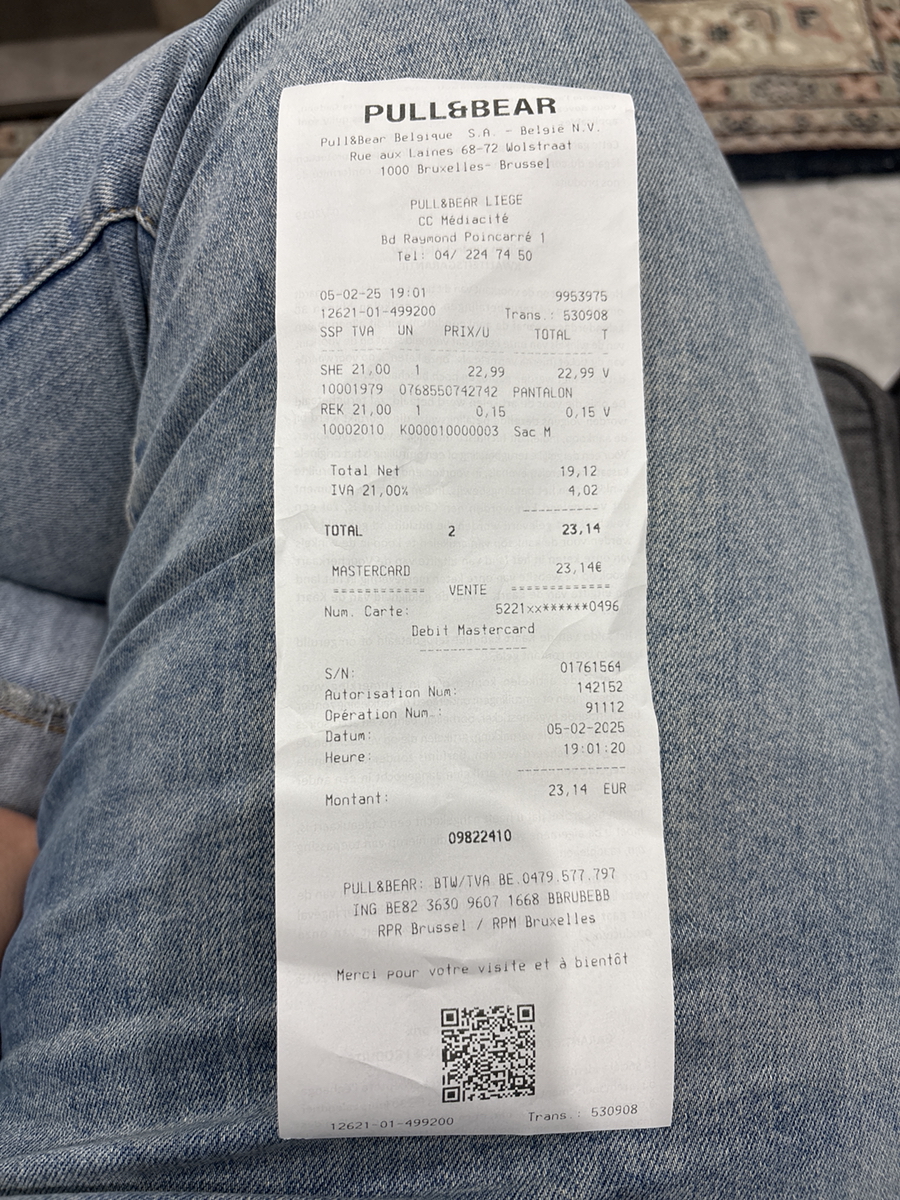 PULL&BEAR
Pull&Bear Belgique S.A. - België N.V.
Rue aux Laines 68-72 Wolstraat
1000 Bruxelles- Brussel
PULL&BEAR LIEGE
CC Médiacité
Bd Raymond Poincarré 1
Tel: 04/ 224 74 50
05-02-25 19:01 9953975
12621-01-499200 Trans.: 530908
SSP TVA UN PRIX/U TOTAL T
SHE 21,00 1 22,99 22,99 V
10001979 0768550742742 PANTALON
REK 21,00 1 0,15 0,15 V
10002010 K000010000003 Sac M
Total Net 19,12
IVA 21,00% 4,02
----------
TOTAL 2 23,14
MASTERCARD 23,14€
============ VENTE =============
Num. Carte: 5221xx******0496
Debit Mastercard
--------------
S/N: 01761564
Autorisation Num: 142152
Opération Num.: 91112
Datum: 05-02-2025
Heure: 19:01:20
--------------
Montant: 23,14 EUR
09822410
PULL&BEAR: BTW/TVA BE.0479.577.797
ING BE82 3630 9607 1668 BBRUBEBB
RPR Brussel / RPM Bruxelles
Merci pour votre visite et à bientôt
12621-01-499200 Trans.: 530908